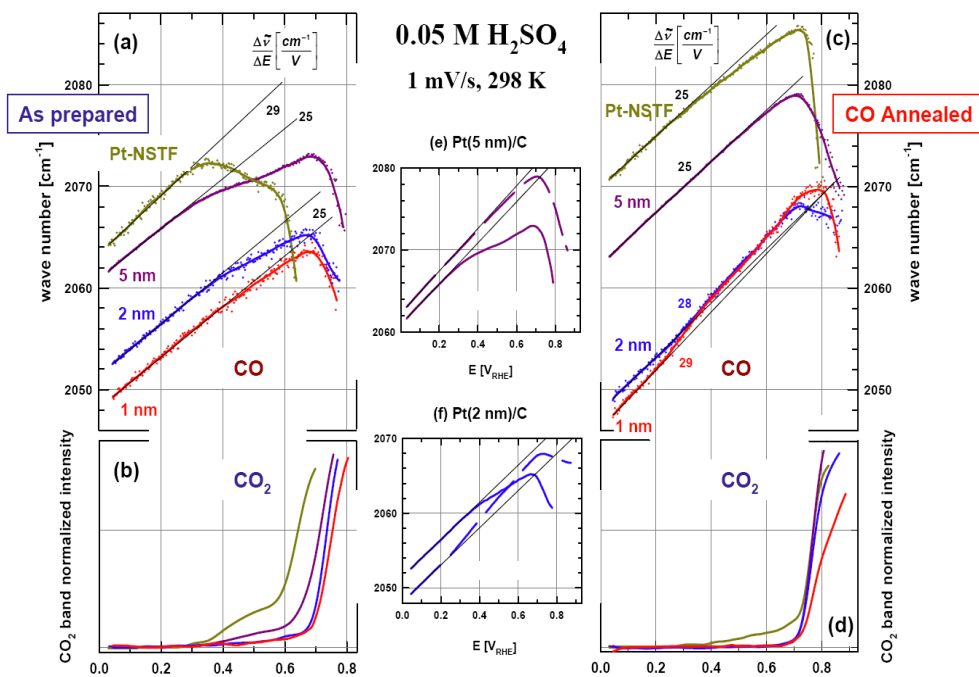 0.05 M H₂SO₄
1 mV/s, 298 K
As prepared
CO Annealed
(a)
Δν̃/ΔE [cm⁻¹/V]
29
25
Pt-NSTF
25
5 nm
2 nm
1 nm
CO
wave number [cm⁻¹]
2080
2070
2060
2050
(b)
CO₂
CO₂ band normalized intensity
0.0 0.2 0.4 0.6 0.8
(e) Pt(5 nm)/C
2080
2070
2060
0.2 0.4 0.6 0.8
E [V_RHE]
(f) Pt(2 nm)/C
2070
2060
2050
0.0 0.2 0.4 0.6 0.8
E [V_RHE]
(c)
Δν̃/ΔE [cm⁻¹/V]
Pt-NSTF
25
25
5 nm
28
2 nm
29
CO
1 nm
wave number [cm⁻¹]
2080
2070
2060
2050
CO₂
(d)
CO₂ band normalized intensity
0.0 0.2 0.4 0.6 0.8